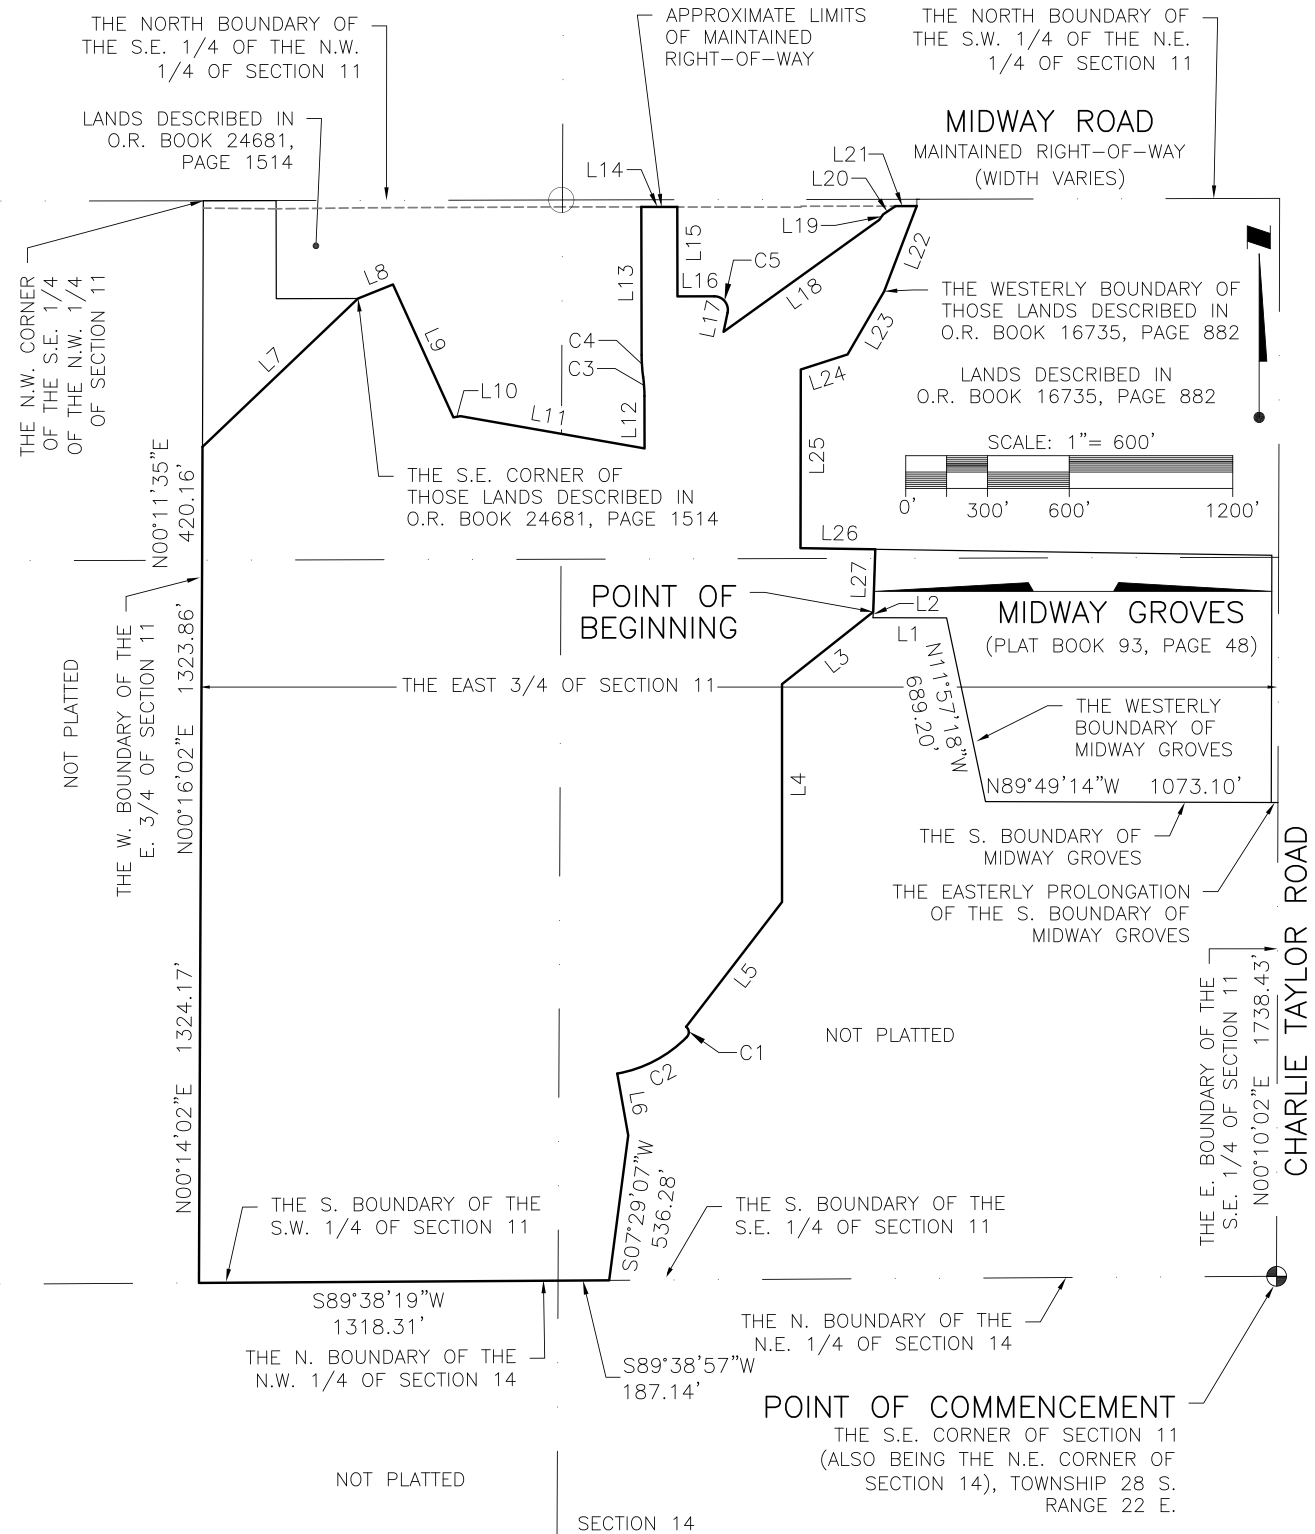 THE NORTH BOUNDARY OF
THE S.E. 1/4 OF THE N.W.
1/4 OF SECTION 11
APPROXIMATE LIMITS
OF MAINTAINED
RIGHT-OF-WAY
THE NORTH BOUNDARY OF
THE S.W. 1/4 OF THE N.E.
1/4 OF SECTION 11
LANDS DESCRIBED IN
O.R. BOOK 24681,
PAGE 1514
MIDWAY ROAD
MAINTAINED RIGHT-OF-WAY
(WIDTH VARIES)
L14
L21
L20
L19
L15
L13
L16
C5
L17
L18
L22
L23
L24
L8
L7
L9
L10
L11
L12
C4
C3
THE N.W. CORNER
OF THE S.E. 1/4
OF THE N.W. 1/4
OF SECTION 11
THE WESTERLY BOUNDARY OF
THOSE LANDS DESCRIBED IN
O.R. BOOK 16735, PAGE 882
LANDS DESCRIBED IN
O.R. BOOK 16735, PAGE 882
SCALE: 1"= 600'
0'
300'
600'
1200'
L25
L26
L27
THE S.E. CORNER OF
THOSE LANDS DESCRIBED IN
O.R. BOOK 24681, PAGE 1514
N00°11'35"E
420.16'
POINT OF
BEGINNING
L2
L1
L3
MIDWAY GROVES
(PLAT BOOK 93, PAGE 48)
N11°57'18"W
689.20'
THE EAST 3/4 OF SECTION 11
THE WESTERLY
BOUNDARY OF
MIDWAY GROVES
N89°49'14"W 1073.10'
THE W. BOUNDARY OF THE
E. 3/4 OF SECTION 11
NOT PLATTED
N00°16'02"E 1323.86'
L4
THE S. BOUNDARY OF
MIDWAY GROVES
THE EASTERLY PROLONGATION
OF THE S. BOUNDARY OF
MIDWAY GROVES
L5
NOT PLATTED
C1
C2
L6
N00°14'02"E 1324.17'
THE E. BOUNDARY OF THE
S.E. 1/4 OF SECTION 11
N00°10'02"E 1738.43'
CHARLIE TAYLOR ROAD
S07°29'07"W
536.28'
THE S. BOUNDARY OF THE
S.W. 1/4 OF SECTION 11
THE S. BOUNDARY OF THE
S.E. 1/4 OF SECTION 11
S89°38'19"W
1318.31'
THE N. BOUNDARY OF THE
N.W. 1/4 OF SECTION 14
S89°38'57"W
187.14'
THE N. BOUNDARY OF THE
N.E. 1/4 OF SECTION 14
POINT OF COMMENCEMENT
THE S.E. CORNER OF SECTION 11
(ALSO BEING THE N.E. CORNER OF
SECTION 14), TOWNSHIP 28 S.
RANGE 22 E.
NOT PLATTED
SECTION 14